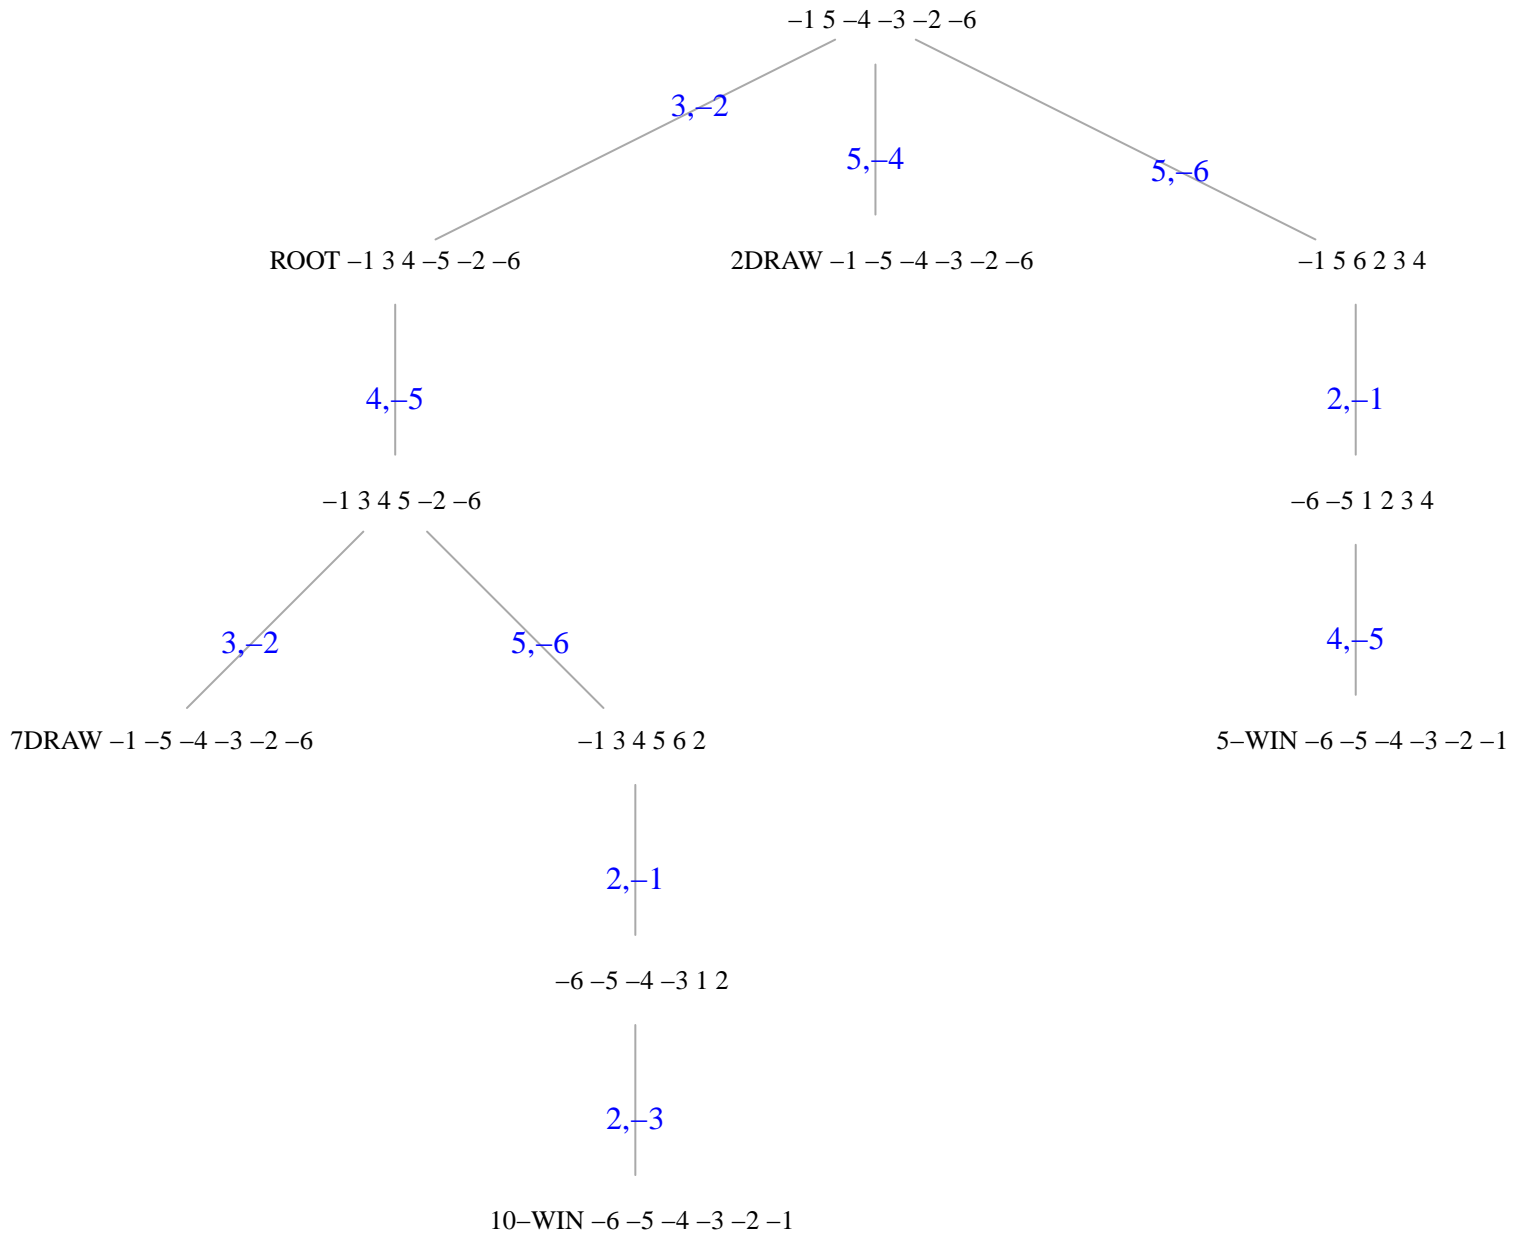 –1 5 –4 –3 –2 –6
3,–2
5,–4
5,–6
ROOT –1 3 4 –5 –2 –6
2DRAW –1 –5 –4 –3 –2 –6
–1 5 6 2 3 4
4,–5
2,–1
–1 3 4 5 –2 –6
–6 –5 1 2 3 4
3,–2
5,–6
4,–5
7DRAW –1 –5 –4 –3 –2 –6
–1 3 4 5 6 2
5–WIN –6 –5 –4 –3 –2 –1
2,–1
–6 –5 –4 –3 1 2
2,–3
10–WIN –6 –5 –4 –3 –2 –1